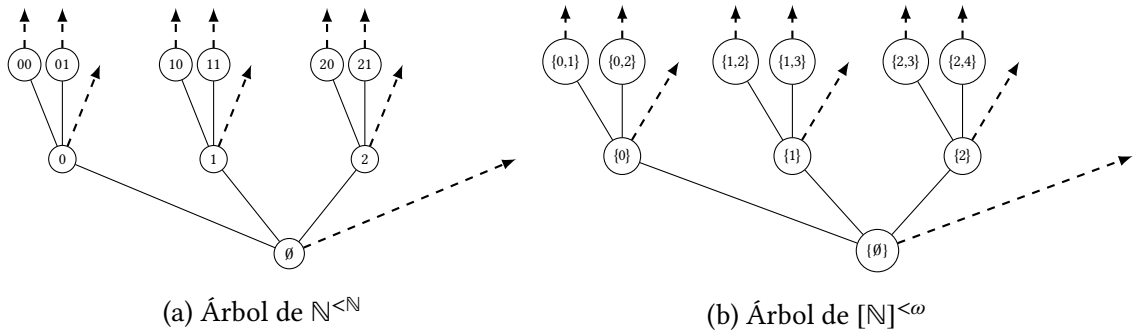 00 01 10 11 20 21
0 1 2
∅
(a) Árbol de ℕ^{<ℕ}
{0,1} {0,2} {1,2} {1,3} {2,3} {2,4}
{0} {1} {2}
{∅}
(b) Árbol de [ℕ]^{<ω}